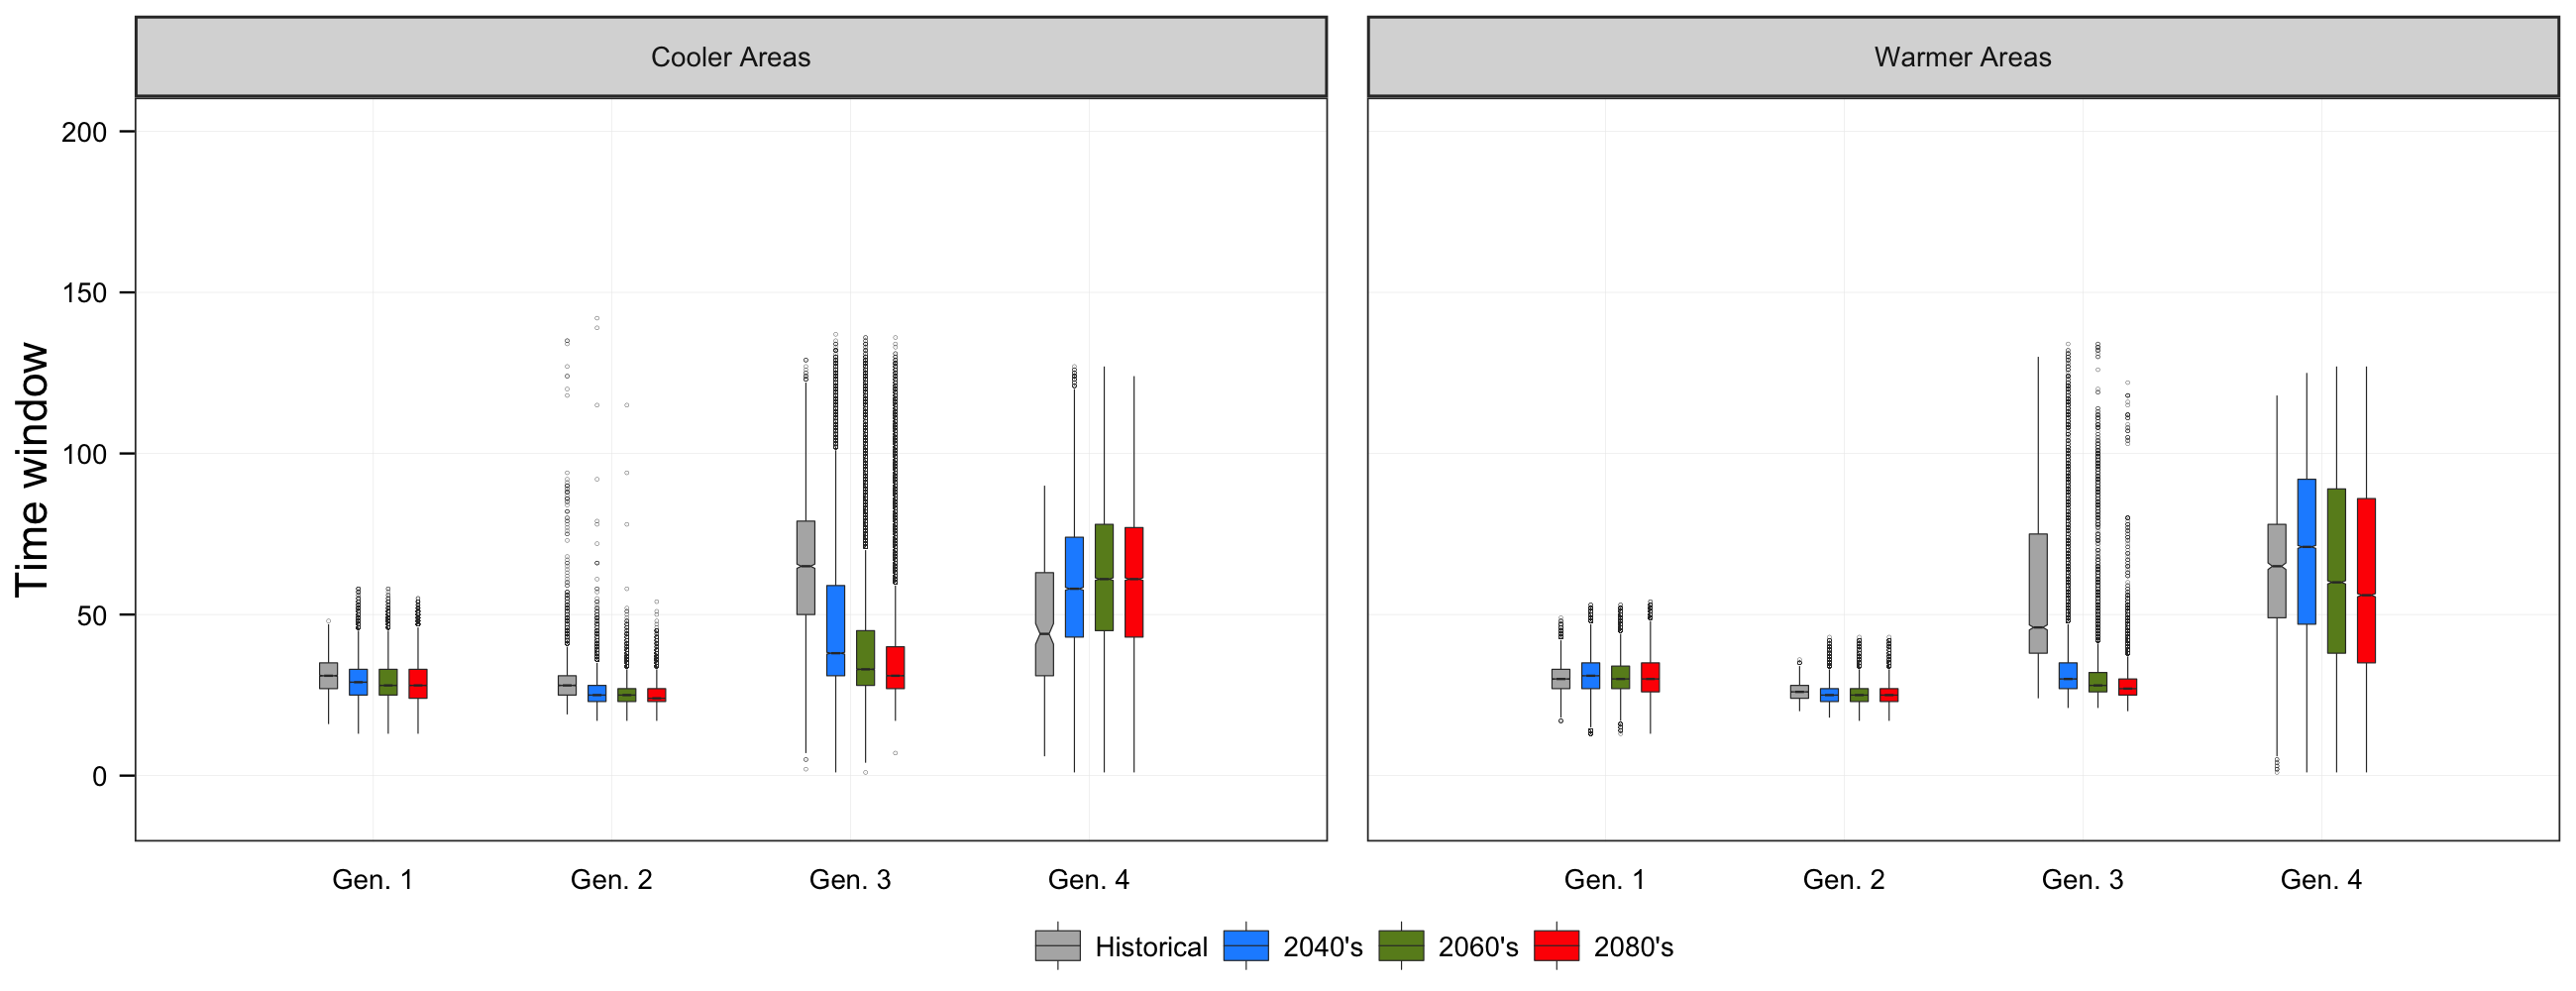 Cooler Areas
Warmer Areas
Time window
200
150
100
50
0
Gen. 1 Gen. 2 Gen. 3 Gen. 4
Gen. 1 Gen. 2 Gen. 3 Gen. 4
Historical 2040's 2060's 2080's